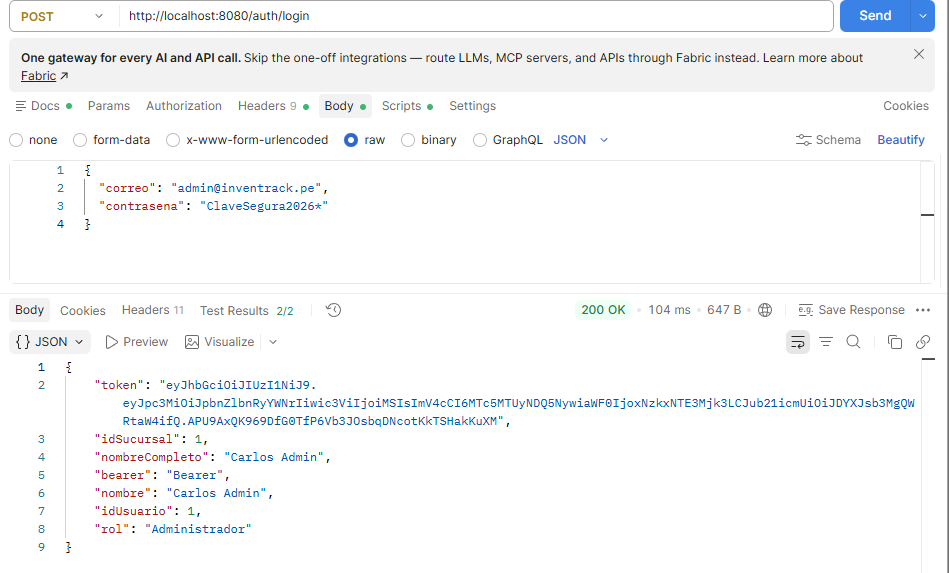 POST http://localhost:8080/auth/login Send
One gateway for every AI and API call. Skip the one-off integrations — route LLMs, MCP servers, and APIs through Fabric instead. Learn more about
Fabric ↗
Docs Params Authorization Headers 9 Body Scripts Settings Cookies
none form-data x-www-form-urlencoded raw binary GraphQL JSON Schema Beautify
1 {
2 "correo": "admin@inventrack.pe",
3 "contrasena": "ClaveSegura2026*"
4 }
Body Cookies Headers 11 Test Results 2/2 200 OK • 104 ms • 647 B e.g. Save Response
{} JSON Preview Visualize
1 {
2 "token": "eyJhbGciOiJIUzI1NiJ9.
eyJpc3MiOiJpbnZlbnRyYWNrIiwic3ViIjoiMSIsImV4cCI6MTc5MTUyNDQ5NywiaWF0IjoxNzkxNTE3Mjk3LCJub21icmUiOiJDYXJsb3MgQW
RtaW4ifQ.APU9AxQK969DfG0TfP6Vb3JOsbqDNcotKkTSHakKuXM",
3 "idSucursal": 1,
4 "nombreCompleto": "Carlos Admin",
5 "bearer": "Bearer",
6 "nombre": "Carlos Admin",
7 "idUsuario": 1,
8 "rol": "Administrador"
9 }